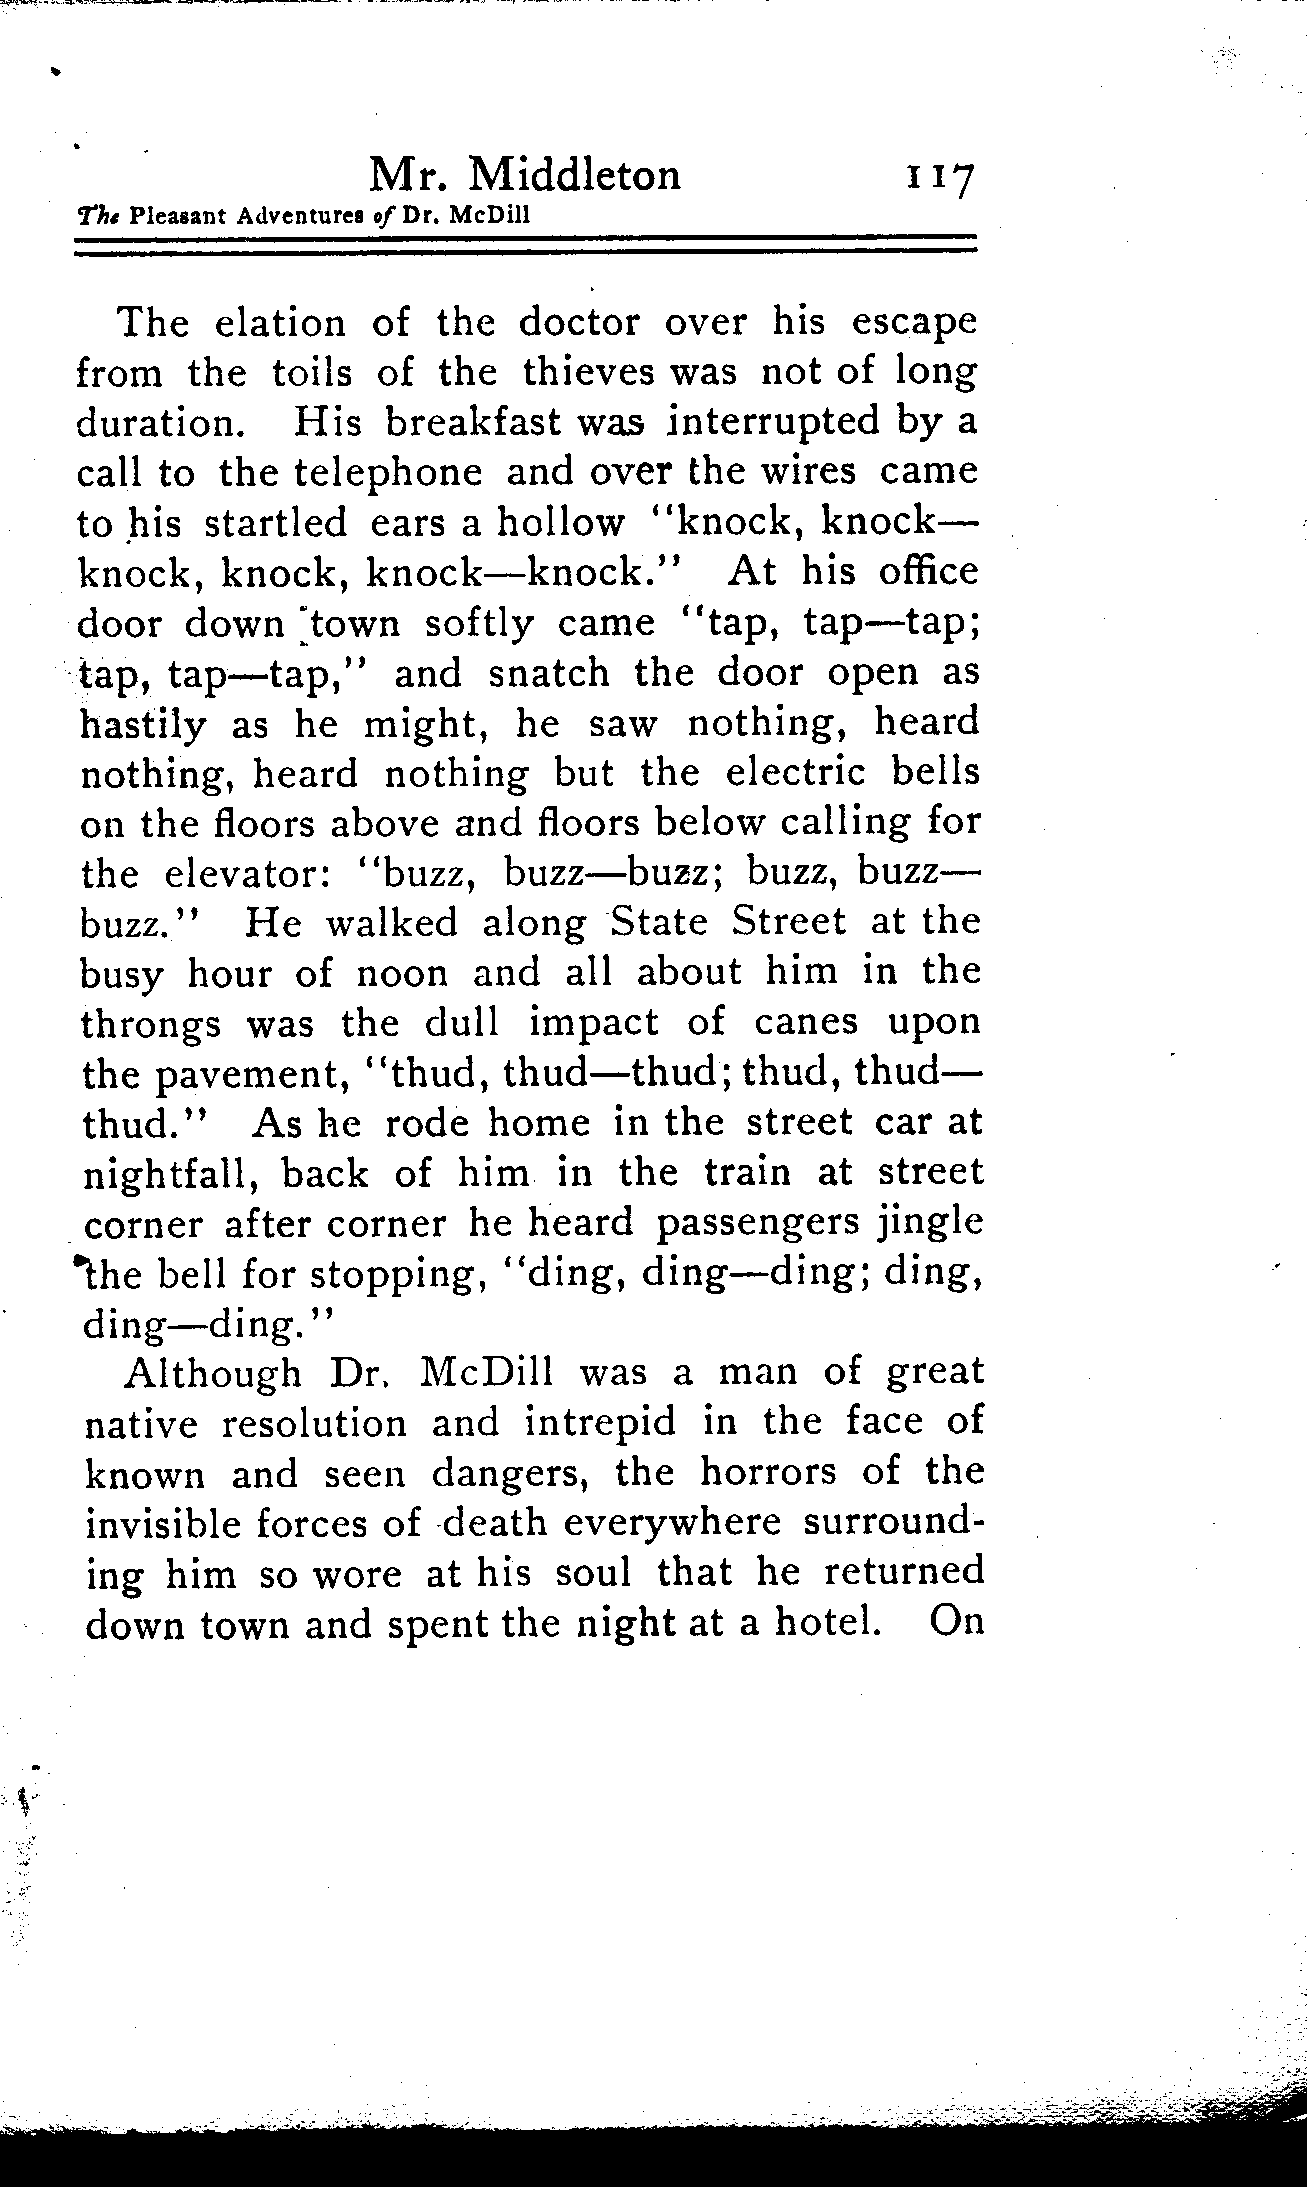 Mr. Middleton 117
The Pleasant Adventures of Dr. McDill
The elation of the doctor over his escape
from the toils of the thieves was not of long
duration. His breakfast was interrupted by a
call to the telephone and over the wires came
to his startled ears a hollow "knock, knock—
knock, knock, knock—knock." At his office
door down town softly came "tap, tap—tap;
tap, tap—tap," and snatch the door open as
hastily as he might, he saw nothing, heard
nothing, heard nothing but the electric bells
on the floors above and floors below calling for
the elevator: "buzz, buzz—buzz; buzz, buzz—
buzz." He walked along State Street at the
busy hour of noon and all about him in the
throngs was the dull impact of canes upon
the pavement, "thud, thud—thud; thud, thud—
thud." As he rode home in the street car at
nightfall, back of him in the train at street
corner after corner he heard passengers jingle
the bell for stopping, "ding, ding—ding; ding,
ding—ding."
Although Dr. McDill was a man of great
native resolution and intrepid in the face of
known and seen dangers, the horrors of the
invisible forces of death everywhere surround-
ing him so wore at his soul that he returned
down town and spent the night at a hotel. On